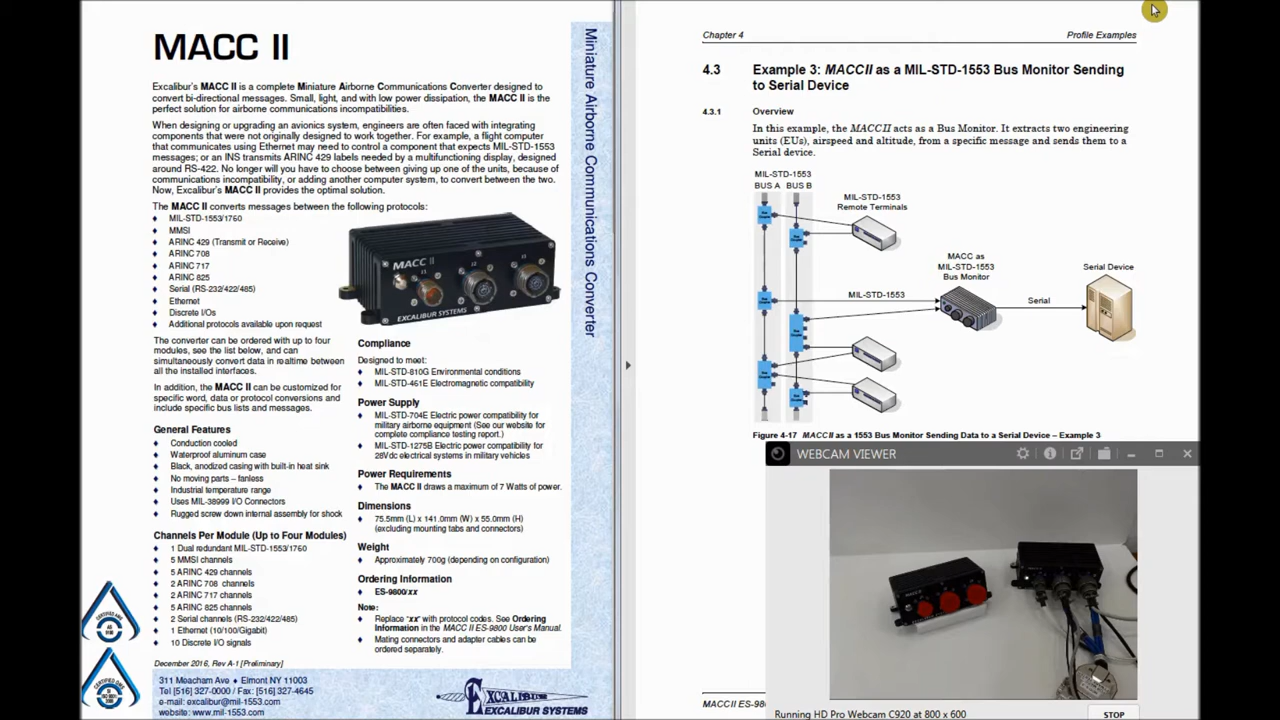 MACC II
Excalibur's MACC II is a complete Miniature Airborne Communications Converter designed to
convert bi-directional messages. Small, light, and with low power dissipation, the MACC II is the
perfect solution for airborne communications incompatibilities.
When designing or upgrading an avionics system, engineers are often faced with integrating
components that were not originally designed to work together. For example, a flight computer
that communicates using Ethernet may need to control a component that expects MIL-STD-1553
messages; or an INS transmits ARINC 429 labels needed by a multifunctioning display, designed
around RS-422. No longer will you have to choose between giving up one of the units, because of
communications incompatibility, or adding another computer system, to convert between the two.
Now, Excalibur's MACC II provides the optimal solution.
The MACC II converts messages between the following protocols:
♦ MIL-STD-1553/1760
♦ MMSI
♦ ARINC 429 (Transmit or Receive)
♦ ARINC 708
♦ ARINC 717
♦ ARINC 825
♦ Serial (RS-232/422/485)
♦ Ethernet
♦ Discrete I/Os
♦ Additional protocols available upon request
The converter can be ordered with up to four
modules, see the list below, and can
simultaneously convert data in realtime between
all the installed interfaces.
In addition, the MACC II can be customized for
specific word, data or protocol conversions and
include specific bus lists and messages.
General Features
♦ Conduction cooled
♦ Waterproof aluminum case
♦ Black, anodized casing with built-in heat sink
♦ No moving parts – fanless
♦ Industrial temperature range
♦ Uses MIL-38999 I/O Connectors
♦ Rugged screw down internal assembly for shock
Channels Per Module (Up to Four Modules)
♦ 1 Dual redundant MIL-STD-1553/1760
♦ 5 MMSI channels
♦ 5 ARINC 429 channels
♦ 2 ARINC 708 channels
♦ 2 ARINC 717 channels
♦ 5 ARINC 825 channels
♦ 2 Serial channels (RS-232/422/485)
♦ 1 Ethernet (10/100/Gigabit)
♦ 10 Discrete I/O signals
December 2016, Rev A-1 [Preliminary]
MACC II
J1
J2
J3
EXCALIBUR SYSTEMS
Compliance
Designed to meet:
♦ MIL-STD-810G Environmental conditions
♦ MIL-STD-461E Electromagnetic compatibility
Power Supply
♦ MIL-STD-704E Electric power compatibility for
military airborne equipment (See our website for
complete compliance testing report.)
♦ MIL-STD-1275B Electric power compatibility for
28Vdc electrical systems in military vehicles
Power Requirements
♦ The MACC II draws a maximum of 7 Watts of power.
Dimensions
♦ 75.5mm (L) x 141.0mm (W) x 55.0mm (H)
(excluding mounting tabs and connectors)
Weight
♦ Approximately 700g (depending on configuration)
Ordering Information
♦ ES-9800/xx
Note:
♦ Replace "xx" with protocol codes. See Ordering
Information in the MACC II ES-9800 User's Manual.
♦ Mating connectors and adapter cables can be
ordered separately.
Miniature Airborne Communications Converter
311 Meacham Ave ♦ Elmont NY 11003
Tel [516] 327-0000 / Fax: [516] 327-4645
e-mail: excalibur@mil-1553.com
website: www.mil-1553.com
EXCALIBUR
EXCALIBUR SYSTEMS
Chapter 4
Profile Examples
4.3 Example 3: MACCII as a MIL-STD-1553 Bus Monitor Sending
to Serial Device
4.3.1 Overview
In this example, the MACCII acts as a Bus Monitor. It extracts two engineering
units (EUs), airspeed and altitude, from a specific message and sends them to a
Serial device.
MIL-STD-1553
BUS A BUS B
MIL-STD-1553
Remote Terminals
MACC as
MIL-STD-1553
Bus Monitor
Serial Device
MIL-STD-1553
Serial
Figure 4-17 MACCII as a 1553 Bus Monitor Sending Data to a Serial Device – Example 3
WEBCAM VIEWER
MACC II
MACCII ES-980
Running HD Pro Webcam C920 at 800 x 600
STOP